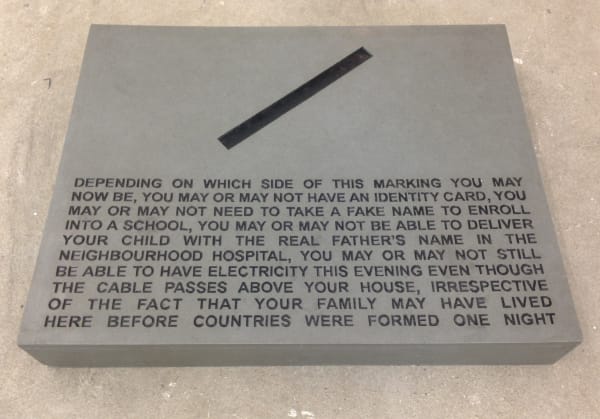 DEPENDING ON WHICH SIDE OF THIS MARKING YOU MAY
NOW BE, YOU MAY OR MAY NOT HAVE AN IDENTITY CARD, YOU
MAY OR MAY NOT NEED TO TAKE A FAKE NAME TO ENROLL
INTO A SCHOOL, YOU MAY OR MAY NOT BE ABLE TO DELIVER
YOUR CHILD WITH THE REAL FATHER'S NAME IN THE
NEIGHBOURHOOD HOSPITAL, YOU MAY OR MAY NOT STILL
BE ABLE TO HAVE ELECTRICITY THIS EVENING EVEN THOUGH
THE CABLE PASSES ABOVE YOUR HOUSE, IRRESPECTIVE
OF THE FACT THAT YOUR FAMILY MAY HAVE LIVED
HERE BEFORE COUNTRIES WERE FORMED ONE NIGHT